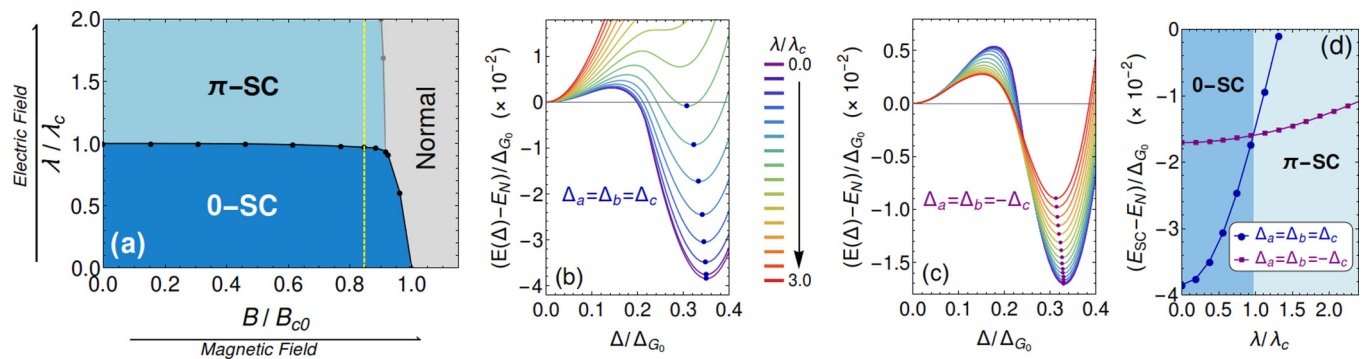 (a)
π-SC
0-SC
Normal
Electric Field
λ / λc
2.0
1.5
1.0
0.5
0.0
0.0 0.2 0.4 0.6 0.8 1.0
B / Bc0
Magnetic Field
(E(Δ)−EN)/ΔG0
(× 10−2)
1
0
−1
−2
−3
−4
Δa=Δb=Δc
(b)
0.0 0.1 0.2 0.3 0.4
Δ/ΔG0
λ/λc
0.0
3.0
(E(Δ)−EN)/ΔG0
(× 10−2)
0.5
0.0
−0.5
−1.0
−1.5
Δa=Δb=−Δc
(c)
0.0 0.1 0.2 0.3 0.4
Δ/ΔG0
(ESC−EN)/ΔG0
(× 10−2)
0
−1
−2
−3
−4
(d)
0-SC
π-SC
Δa=Δb=Δc
Δa=Δb=−Δc
0.0 0.5 1.0 1.5 2.0
λ/λc